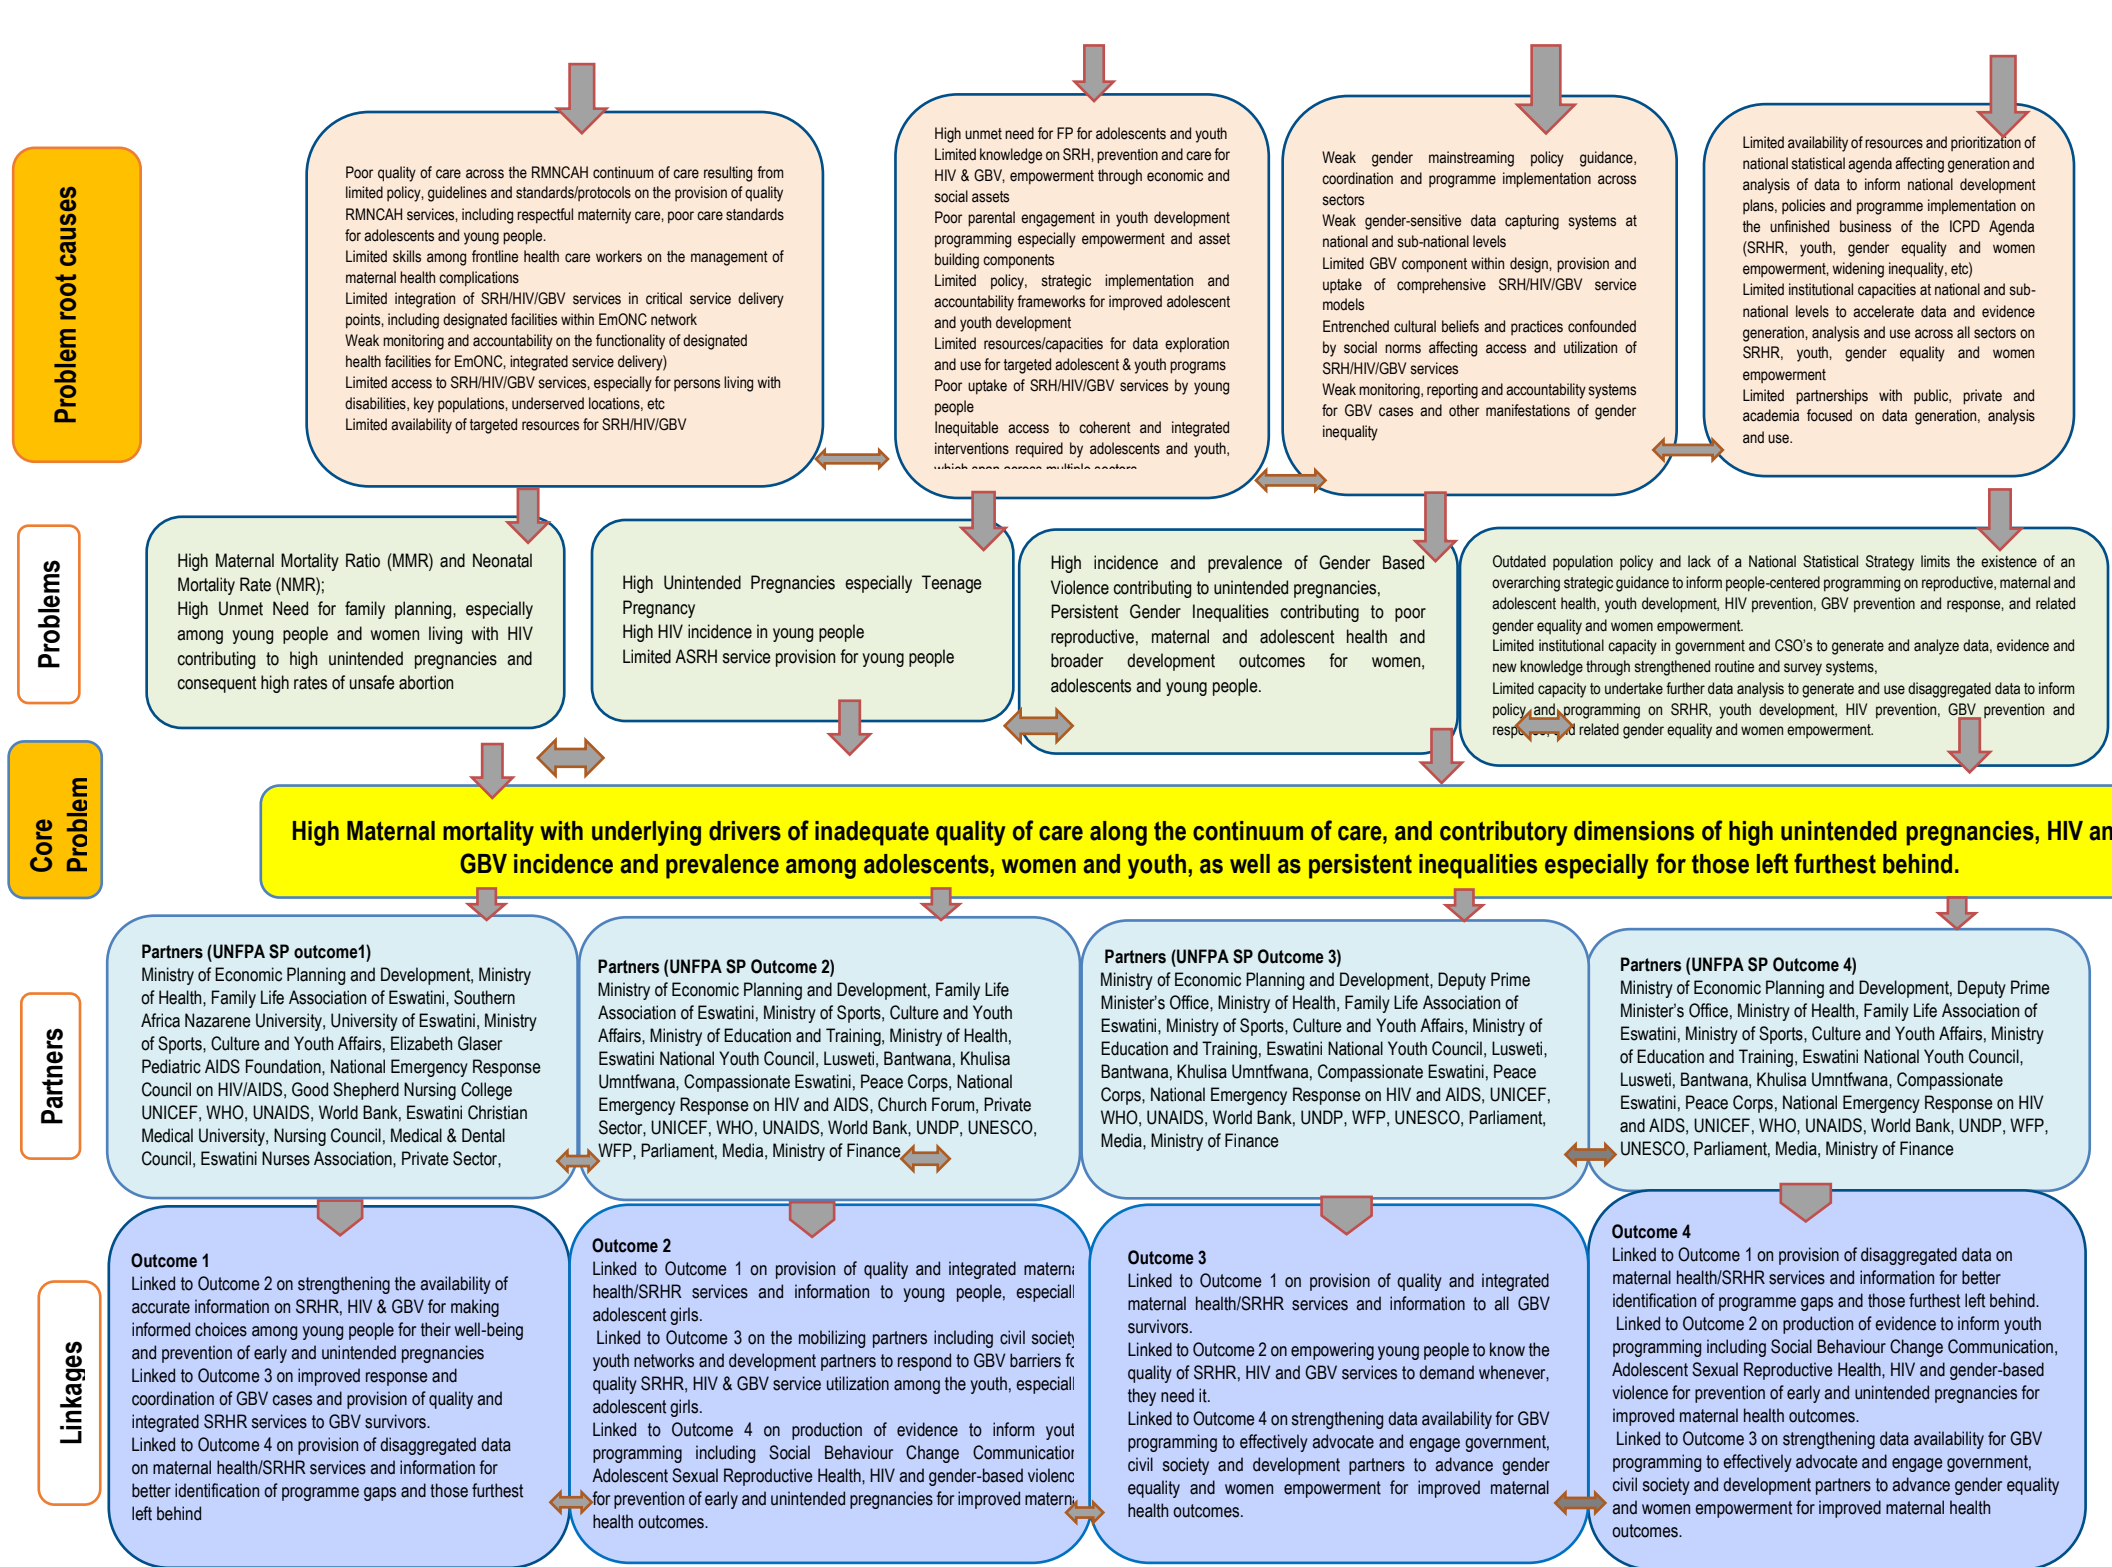 Problem root causes
Poor quality of care across the RMNCAH continuum of care resulting from
limited policy, guidelines and standards/protocols on the provision of quality
RMNCAH services, including respectful maternity care, poor care standards
for adolescents and young people.
Limited skills among frontline health care workers on the management of
maternal health complications
Limited integration of SRH/HIV/GBV services in critical service delivery
points, including designated facilities within EmONC network
Weak monitoring and accountability on the functionality of designated
health facilities for EmONC, integrated service delivery)
Limited access to SRH/HIV/GBV services, especially for persons living with
disabilities, key populations, underserved locations, etc
Limited availability of targeted resources for SRH/HIV/GBV
High unmet need for FP for adolescents and youth
Limited knowledge on SRH, prevention and care for
HIV & GBV, empowerment through economic and
social assets
Poor parental engagement in youth development
programming especially empowerment and asset
building components
Limited policy, strategic implementation and
accountability frameworks for improved adolescent
and youth development
Limited resources/capacities for data exploration
and use for targeted adolescent & youth programs
Poor uptake of SRH/HIV/GBV services by young
people
Inequitable access to coherent and integrated
interventions required by adolescents and youth,
which span across multiple sectors
Weak gender mainstreaming policy guidance,
coordination and programme implementation across
sectors
Weak gender-sensitive data capturing systems at
national and sub-national levels
Limited GBV component within design, provision and
uptake of comprehensive SRH/HIV/GBV service
models
Entrenched cultural beliefs and practices confounded
by social norms affecting access and utilization of
SRH/HIV/GBV services
Weak monitoring, reporting and accountability systems
for GBV cases and other manifestations of gender
inequality
Limited availability of resources and prioritization of
national statistical agenda affecting generation and
analysis of data to inform national development
plans, policies and programme implementation on
the unfinished business of the ICPD Agenda
(SRHR, youth, gender equality and women
empowerment, widening inequality, etc)
Limited institutional capacities at national and sub-
national levels to accelerate data and evidence
generation, analysis and use across all sectors on
SRHR, youth, gender equality and women
empowerment
Limited partnerships with public, private and
academia focused on data generation, analysis
and use.
Problems
High Maternal Mortality Ratio (MMR) and Neonatal
Mortality Rate (NMR);
High Unmet Need for family planning, especially
among young people and women living with HIV
contributing to high unintended pregnancies and
consequent high rates of unsafe abortion
High Unintended Pregnancies especially Teenage
Pregnancy
High HIV incidence in young people
Limited ASRH service provision for young people
High incidence and prevalence of Gender Based
Violence contributing to unintended pregnancies,
Persistent Gender Inequalities contributing to poor
reproductive, maternal and adolescent health and
broader development outcomes for women,
adolescents and young people.
Outdated population policy and lack of a National Statistical Strategy limits the existence of an
overarching strategic guidance to inform people-centered programming on reproductive, maternal and
adolescent health, youth development, HIV prevention, GBV prevention and response, and related
gender equality and women empowerment.
Limited institutional capacity in government and CSO's to generate and analyze data, evidence and
new knowledge through strengthened routine and survey systems,
Limited capacity to undertake further data analysis to generate and use disaggregated data to inform
policy and programming on SRHR, youth development, HIV prevention, GBV prevention and
related gender equality and women empowerment.
Core
Problem
High Maternal mortality with underlying drivers of inadequate quality of care along the continuum of care, and contributory dimensions of high unintended pregnancies, HIV an
GBV incidence and prevalence among adolescents, women and youth, as well as persistent inequalities especially for those left furthest behind.
Partners
Partners (UNFPA SP outcome1)
Ministry of Economic Planning and Development, Ministry
of Health, Family Life Association of Eswatini, Southern
Africa Nazarene University, University of Eswatini, Ministry
of Sports, Culture and Youth Affairs, Elizabeth Glaser
Pediatric AIDS Foundation, National Emergency Response
Council on HIV/AIDS, Good Shepherd Nursing College
UNICEF, WHO, UNAIDS, World Bank, Eswatini Christian
Medical University, Nursing Council, Medical & Dental
Council, Eswatini Nurses Association, Private Sector,
Partners (UNFPA SP Outcome 2)
Ministry of Economic Planning and Development, Family Life
Association of Eswatini, Ministry of Sports, Culture and Youth
Affairs, Ministry of Education and Training, Ministry of Health,
Eswatini National Youth Council, Lusweti, Bantwana, Khulisa
Umntfwana, Compassionate Eswatini, Peace Corps, National
Emergency Response on HIV and AIDS, Church Forum, Private
Sector, UNICEF, WHO, UNAIDS, World Bank, UNDP, UNESCO,
WFP, Parliament, Media, Ministry of Finance
Partners (UNFPA SP Outcome 3)
Ministry of Economic Planning and Development, Deputy Prime
Minister's Office, Ministry of Health, Family Life Association of
Eswatini, Ministry of Sports, Culture and Youth Affairs, Ministry of
Education and Training, Eswatini National Youth Council, Lusweti,
Bantwana, Khulisa Umntfwana, Compassionate Eswatini, Peace
Corps, National Emergency Response on HIV and AIDS, UNICEF,
WHO, UNAIDS, World Bank, UNDP, WFP, UNESCO, Parliament,
Media, Ministry of Finance
Partners (UNFPA SP Outcome 4)
Ministry of Economic Planning and Development, Deputy Prime
Minister's Office, Ministry of Health, Family Life Association of
Eswatini, Ministry of Sports, Culture and Youth Affairs, Ministry
of Education and Training, Eswatini National Youth Council,
Lusweti, Bantwana, Khulisa Umntfwana, Compassionate
Eswatini, Peace Corps, National Emergency Response on HIV
and AIDS, UNICEF, WHO, UNAIDS, World Bank, UNDP, WFP,
UNESCO, Parliament, Media, Ministry of Finance
Linkages
Outcome 1
Linked to Outcome 2 on strengthening the availability of
accurate information on SRHR, HIV & GBV for making
informed choices among young people for their well-being
and prevention of early and unintended pregnancies
Linked to Outcome 3 on improved response and
coordination of GBV cases and provision of quality and
integrated SRHR services to GBV survivors.
Linked to Outcome 4 on provision of disaggregated data
on maternal health/SRHR services and information for
better identification of programme gaps and those furthest
left behind
Outcome 2
Linked to Outcome 1 on provision of quality and integrated materna
health/SRHR services and information to young people, especiall
adolescent girls.
Linked to Outcome 3 on the mobilizing partners including civil society
youth networks and development partners to respond to GBV barriers fo
quality SRHR, HIV & GBV service utilization among the youth, especiall
adolescent girls.
Linked to Outcome 4 on production of evidence to inform yout
programming including Social Behaviour Change Communication
Adolescent Sexual Reproductive Health, HIV and gender-based violenc
for prevention of early and unintended pregnancies for improved matern
health outcomes.
Outcome 3
Linked to Outcome 1 on provision of quality and integrated
maternal health/SRHR services and information to all GBV
survivors.
Linked to Outcome 2 on empowering young people to know the
quality of SRHR, HIV and GBV services to demand whenever,
they need it.
Linked to Outcome 4 on strengthening data availability for GBV
programming to effectively advocate and engage government,
civil society and development partners to advance gender
equality and women empowerment for improved maternal
health outcomes.
Outcome 4
Linked to Outcome 1 on provision of disaggregated data on
maternal health/SRHR services and information for better
identification of programme gaps and those furthest left behind.
Linked to Outcome 2 on production of evidence to inform youth
programming including Social Behaviour Change Communication,
Adolescent Sexual Reproductive Health, HIV and gender-based
violence for prevention of early and unintended pregnancies for
improved maternal health outcomes.
Linked to Outcome 3 on strengthening data availability for GBV
programming to effectively advocate and engage government,
civil society and development partners to advance gender equality
and women empowerment for improved maternal health
outcomes.